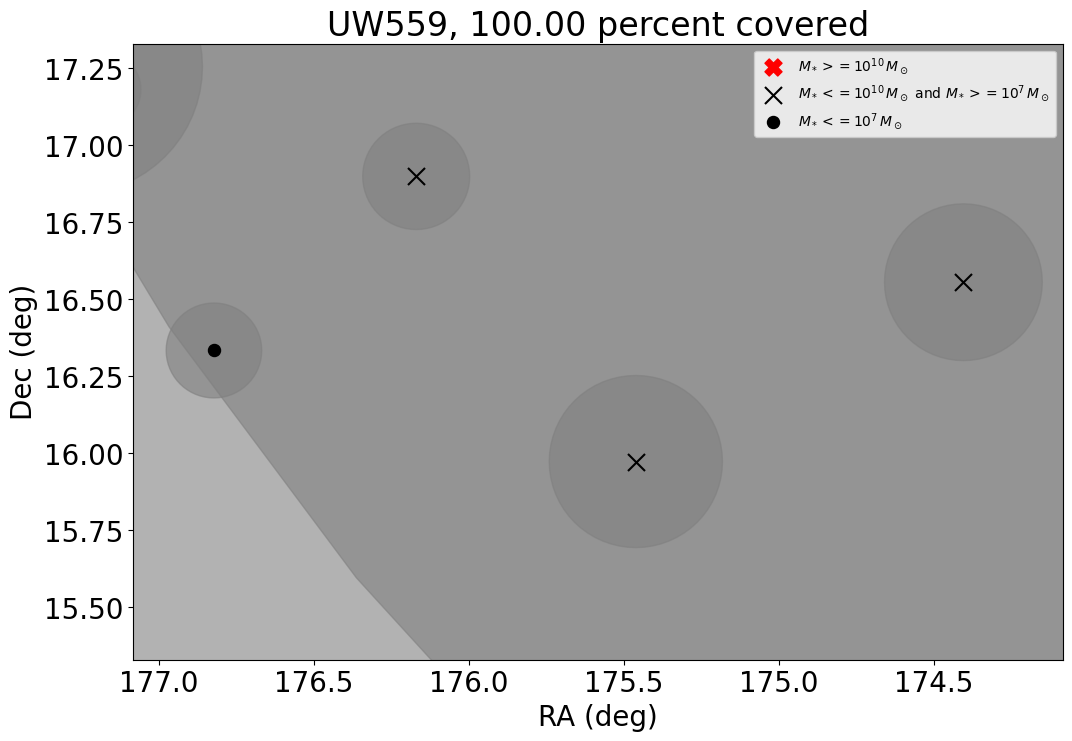 UW559, 100.00 percent covered
M* >= 10^10 M⊙
M* <= 10^10 M⊙ and M* >= 10^7 M⊙
M* <= 10^7 M⊙
17.25
17.00
16.75
16.50
16.25
16.00
15.75
15.50
Dec (deg)
177.0 176.5 176.0 175.5 175.0 174.5
RA (deg)